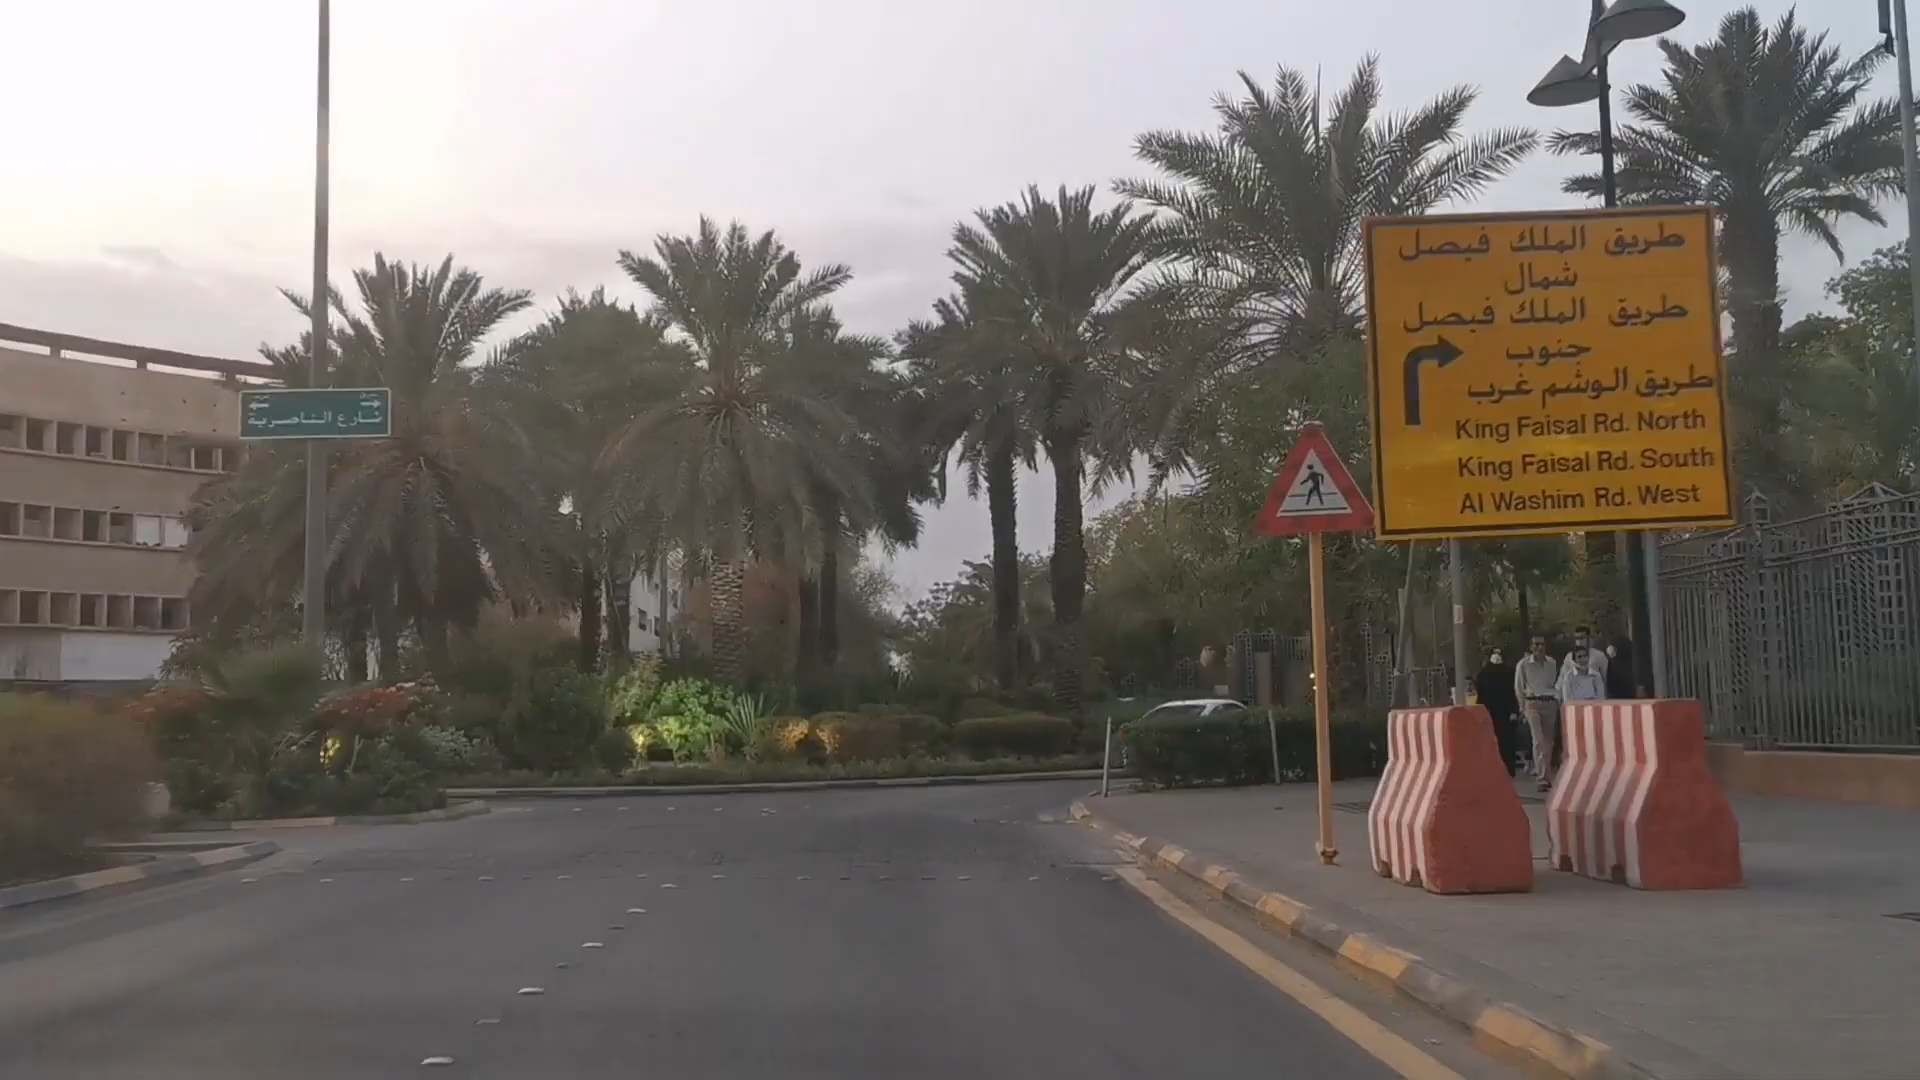 شارع الناصرية
طريق الملك فيصل
شمال
طريق الملك فيصل
جنوب
طريق الوشم غرب
King Faisal Rd. North
King Faisal Rd. South
Al Washim Rd. West